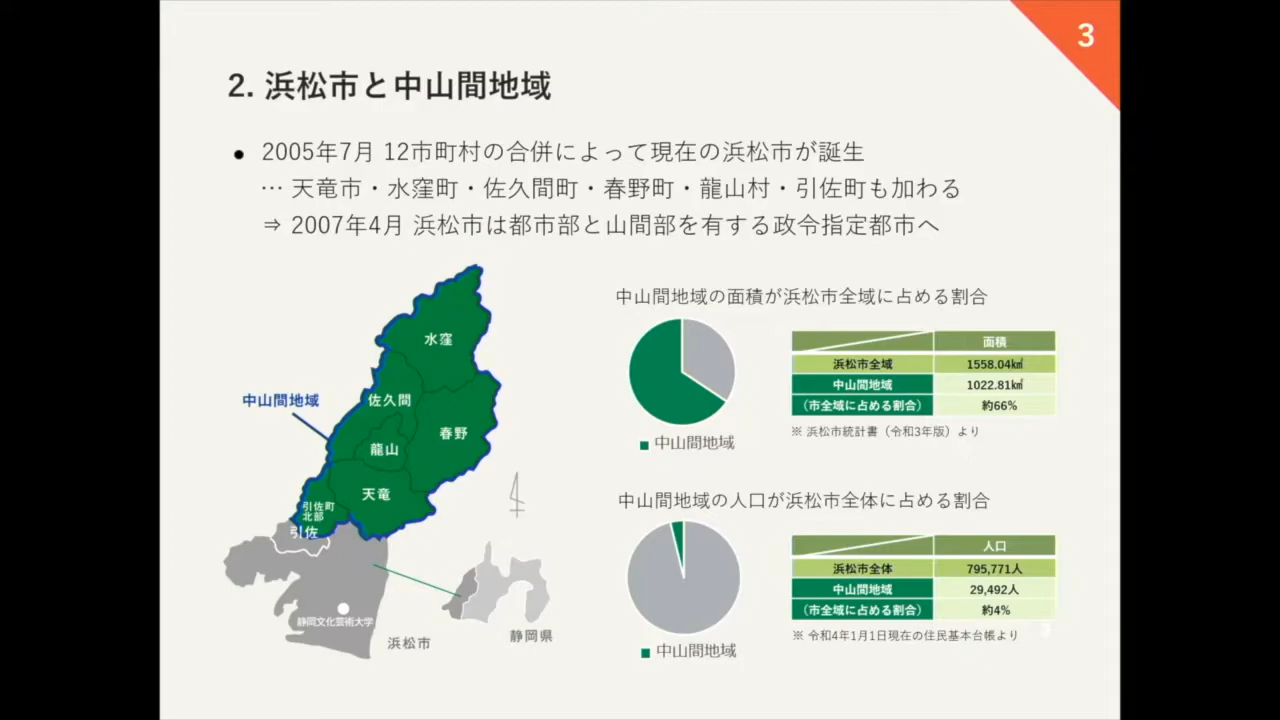 3
2. 浜松市と中山間地域
● 2005年7月 12市町村の合併によって現在の浜松市が誕生
… 天竜市・水窪町・佐久間町・春野町・龍山村・引佐町も加わる
⇒ 2007年4月 浜松市は都市部と山間部を有する政令指定都市へ
中山間地域
水窪
佐久間
春野
龍山
天竜
引佐町
北部
引佐
静岡文化芸術大学
浜松市
静岡県
中山間地域の面積が浜松市全域に占める割合
■ 中山間地域
面積
浜松市全域 1558.04㎢
中山間地域 1022.81㎢
（市全域に占める割合） 約66%
※ 浜松市統計書（令和3年版）より
中山間地域の人口が浜松市全体に占める割合
■ 中山間地域
人口
浜松市全体 795,771人
中山間地域 29,492人
（市全域に占める割合） 約4%
※ 令和4年1月1日現在の住民基本台帳より